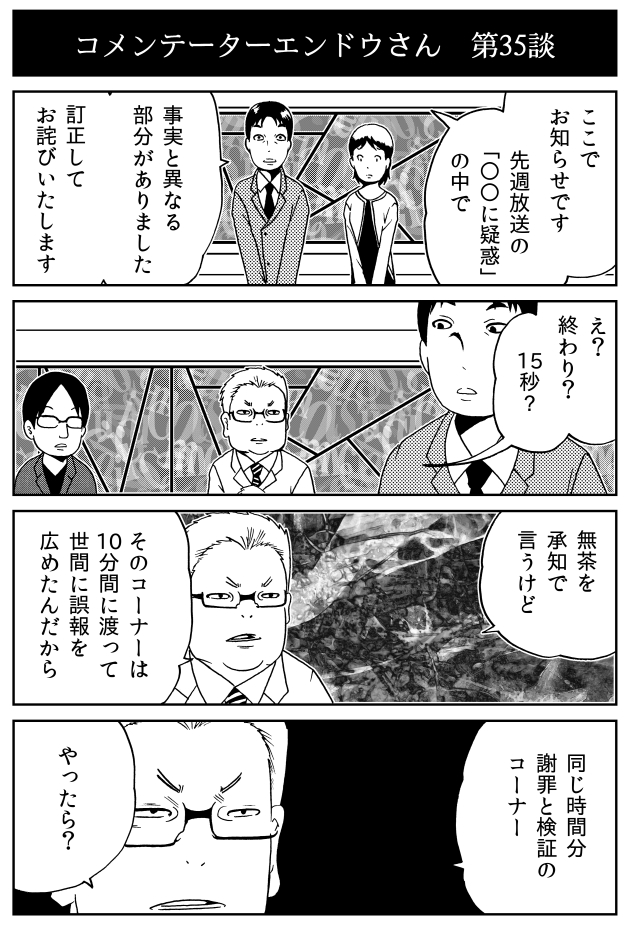 コメンテーターエンドウさん　第35談
ここで
お知らせです
先週放送の
「〇〇に疑惑」
の中で
事実と異なる
部分がありました
訂正して
お詫びいたします
え？
終わり？
15秒？
無茶を
承知で
言うけど
そのコーナーは
10分間に渡って
世間に誤報を
広めたんだから
同じ時間分
謝罪と検証の
コーナー
やったら？